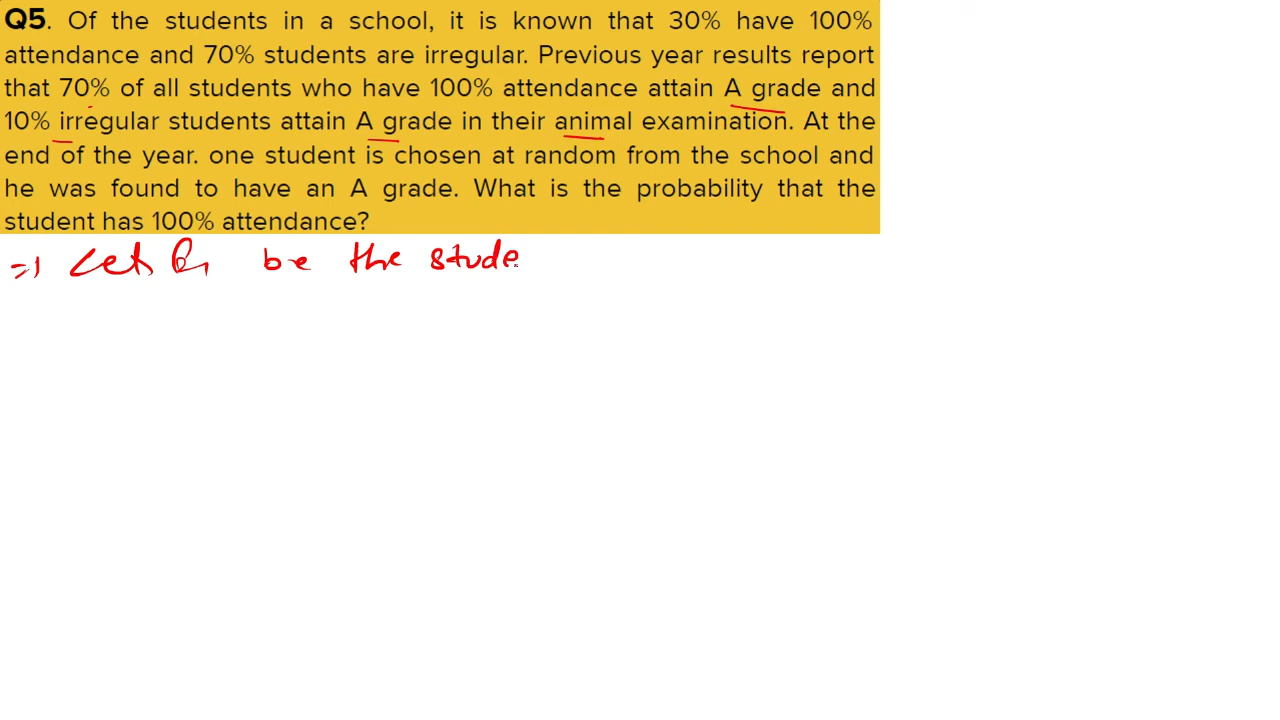 Q5. Of the students in a school, it is known that 30% have 100%
attendance and 70% students are irregular. Previous year results report
that 70% of all students who have 100% attendance attain A grade and
10% irregular students attain A grade in their animal examination. At the
end of the year. one student is chosen at random from the school and
he was found to have an A grade. What is the probability that the
student has 100% attendance?
=) Let be the stude